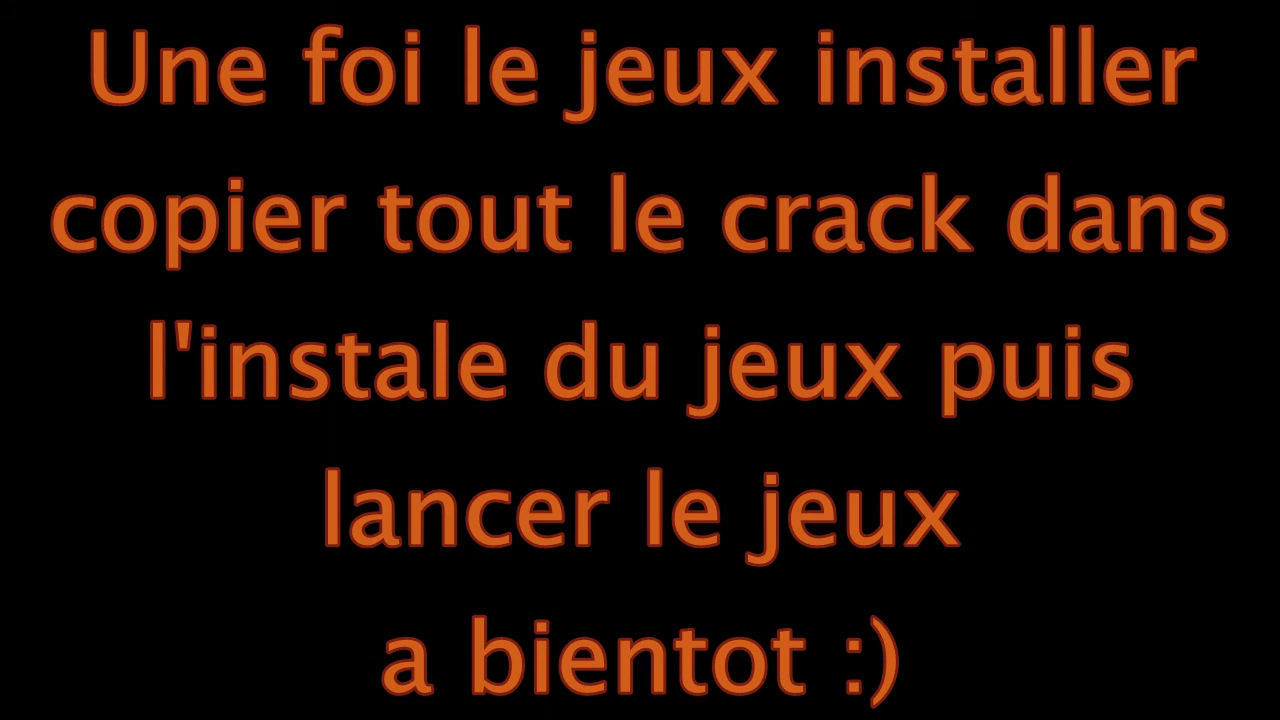 Une foi le jeux installer
copier tout le crack dans
l'instale du jeux puis
lancer le jeux
a bientot :)